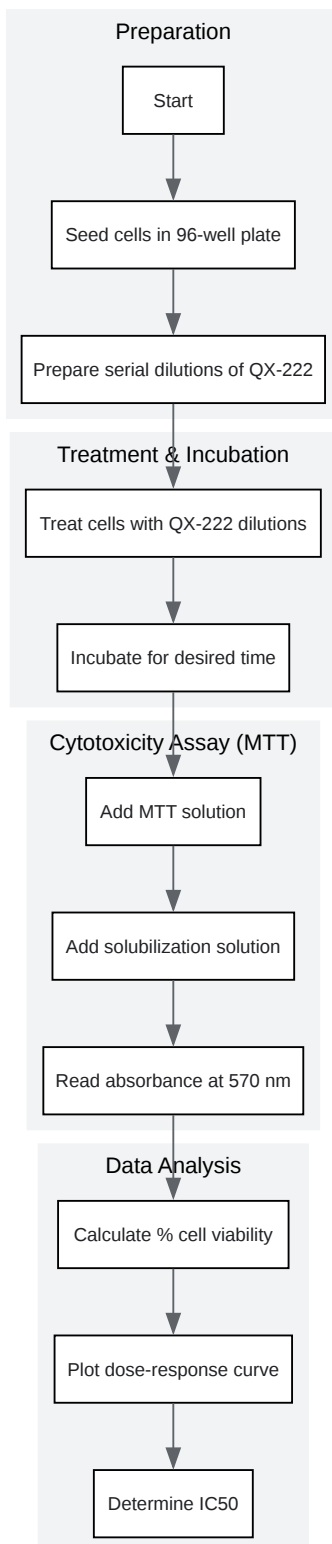 Preparation
Start
Seed cells in 96-well plate
Prepare serial dilutions of QX-222
Treatment & Incubation
Treat cells with QX-222 dilutions
Incubate for desired time
Cytotoxicity Assay (MTT)
Add MTT solution
Add solubilization solution
Read absorbance at 570 nm
Data Analysis
Calculate % cell viability
Plot dose-response curve
Determine IC50